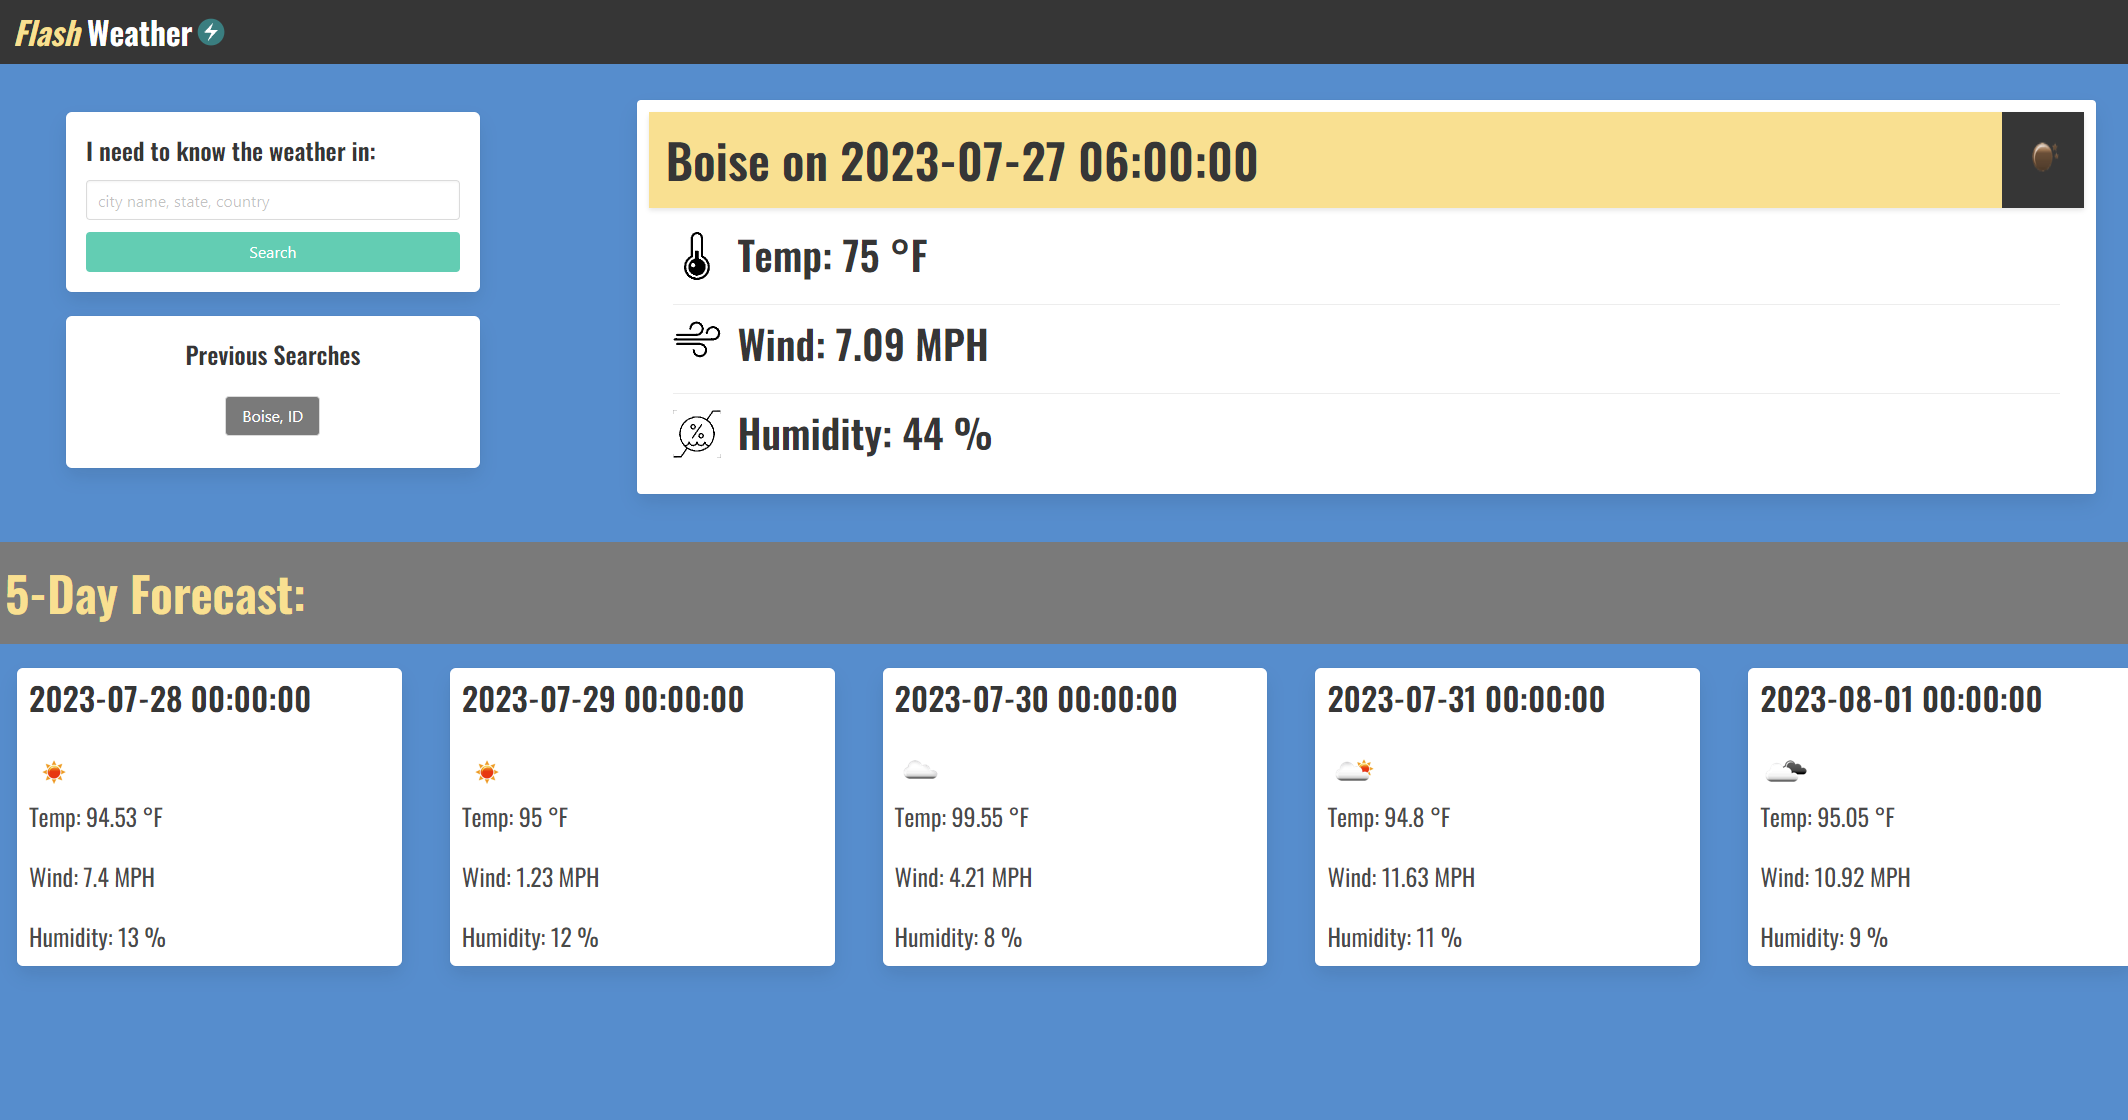 Flash Weather
I need to know the weather in:
city name, state, country
Search
Previous Searches
Boise, ID
Boise on 2023-07-27 06:00:00
Temp: 75 °F
Wind: 7.09 MPH
%
Humidity: 44 %
5-Day Forecast:
2023-07-28 00:00:00
Temp: 94.53 °F
Wind: 7.4 MPH
Humidity: 13 %
2023-07-29 00:00:00
Temp: 95 °F
Wind: 1.23 MPH
Humidity: 12 %
2023-07-30 00:00:00
Temp: 99.55 °F
Wind: 4.21 MPH
Humidity: 8 %
2023-07-31 00:00:00
Temp: 94.8 °F
Wind: 11.63 MPH
Humidity: 11 %
2023-08-01 00:00:00
Temp: 95.05 °F
Wind: 10.92 MPH
Humidity: 9 %